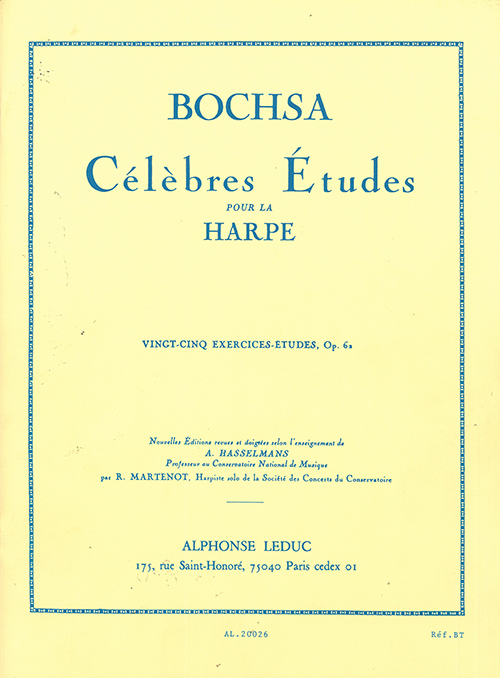 BOCHSA
Célèbres Études
POUR LA
HARPE
VINGT-CINQ EXERCICES-ÉTUDES, Op. 62
Nouvelles Éditions revues et doigtées selon l'enseignement de
A. HASSELMANS
Professeur au Conservatoire National de Musique
par R. MARTENOT, Harpiste solo de la Société des Concerts du Conservatoire
ALPHONSE LEDUC
175, rue Saint-Honoré, 75040 Paris cedex 01
AL.20026 Réf.BT